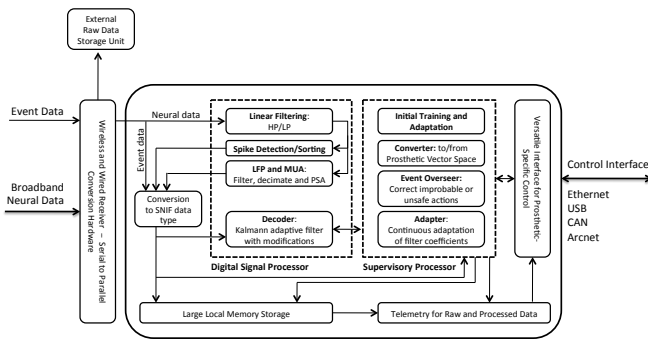 External
Raw Data
Storage Unit
Event Data
Broadband
Neural Data
Wireless and Wired Receiver – Serial to Parallel
Conversion Hardware
Neural data
Event data
Linear Filtering:
HP/LP
Spike Detection/Sorting
LFP and MUA:
Filter, decimate and PSA
Conversion
to SNIF data
type
Decoder:
Kalmann adaptive filter
with modifications
Digital Signal Processor
Initial Training and
Adaptation
Converter: to/from
Prosthetic Vector Space
Event Overseer:
Correct improbable or
unsafe actions
Adapter:
Continuous adaptation
of filter coefficients
Supervisory Processor
Versatile Interface for Prosthetic-
Specific Control
Control Interface
Ethernet
USB
CAN
Arcnet
Large Local Memory Storage
Telemetry for Raw and Processed Data